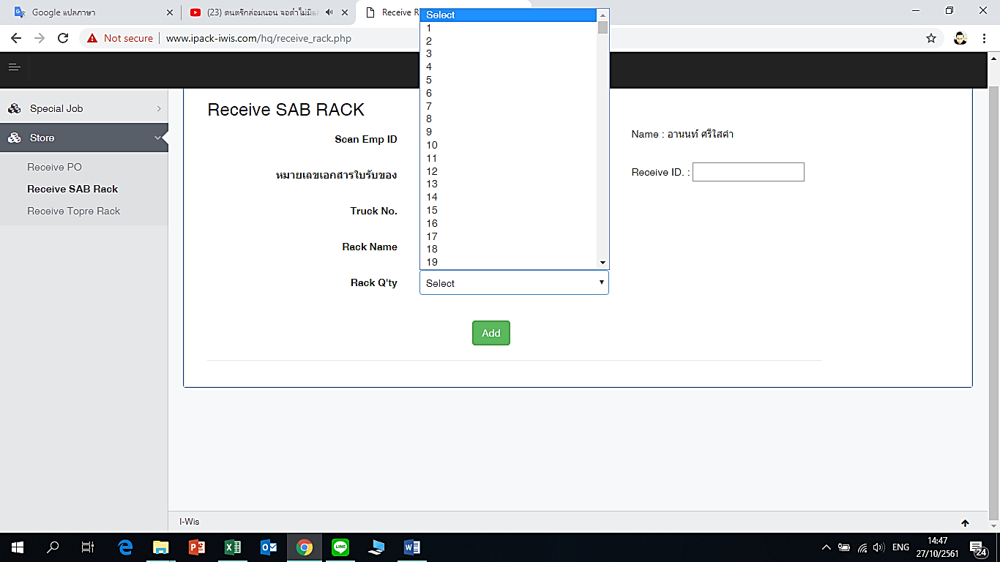 Google แปลภาษา
(23) ดนตรีกล่อมนอน จอดำไม่มีแส
Receive R
Not secure
www.ipack-iwis.com/hq/receive_rack.php
Select
1
2
3
4
5
6
7
8
9
10
11
12
13
14
15
16
17
18
19
Special Job
Store
Receive PO
Receive SAB Rack
Receive Topre Rack
Receive SAB RACK
Scan Emp ID
Name : อานนท์ ศรีใสคำ
หมายเลขเอกสารใบรับของ
Receive ID. :
Truck No.
Rack Name
Rack Q'ty
Select
Add
I-Wis
ENG
14:47
27/10/2561
24